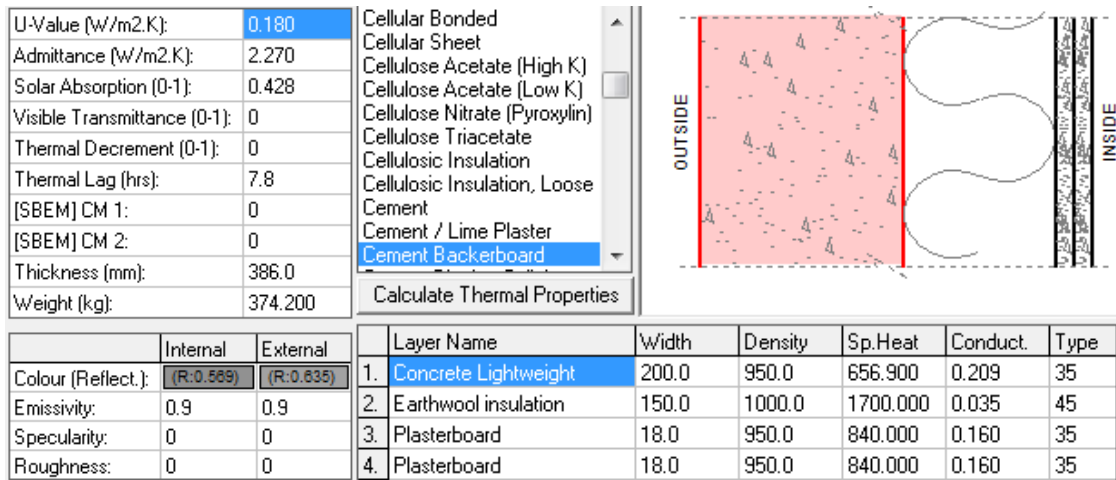 U-Value (W/m2.K): 0.180
Admittance (W/m2.K): 2.270
Solar Absorption (0-1): 0.428
Visible Transmittance (0-1): 0
Thermal Decrement (0-1): 0
Thermal Lag (hrs): 7.8
[SBEM] CM 1: 0
[SBEM] CM 2: 0
Thickness (mm): 386.0
Weight (kg): 374.200
Cellular Bonded
Cellular Sheet
Cellulose Acetate (High K)
Cellulose Acetate (Low K)
Cellulose Nitrate (Pyroxylin)
Cellulose Triacetate
Cellulosic Insulation
Cellulosic Insulation, Loose
Cement
Cement / Lime Plaster
Cement Backerboard
Calculate Thermal Properties
OUTSIDE
INSIDE
Internal External
Colour (Reflect.): (R:0.569) (R:0.635)
Emissivity: 0.9 0.9
Specularity: 0 0
Roughness: 0 0
Layer Name Width Density Sp.Heat Conduct. Type
1. Concrete Lightweight 200.0 950.0 656.900 0.209 35
2. Earthwool insulation 150.0 1000.0 1700.000 0.035 45
3. Plasterboard 18.0 950.0 840.000 0.160 35
4. Plasterboard 18.0 950.0 840.000 0.160 35